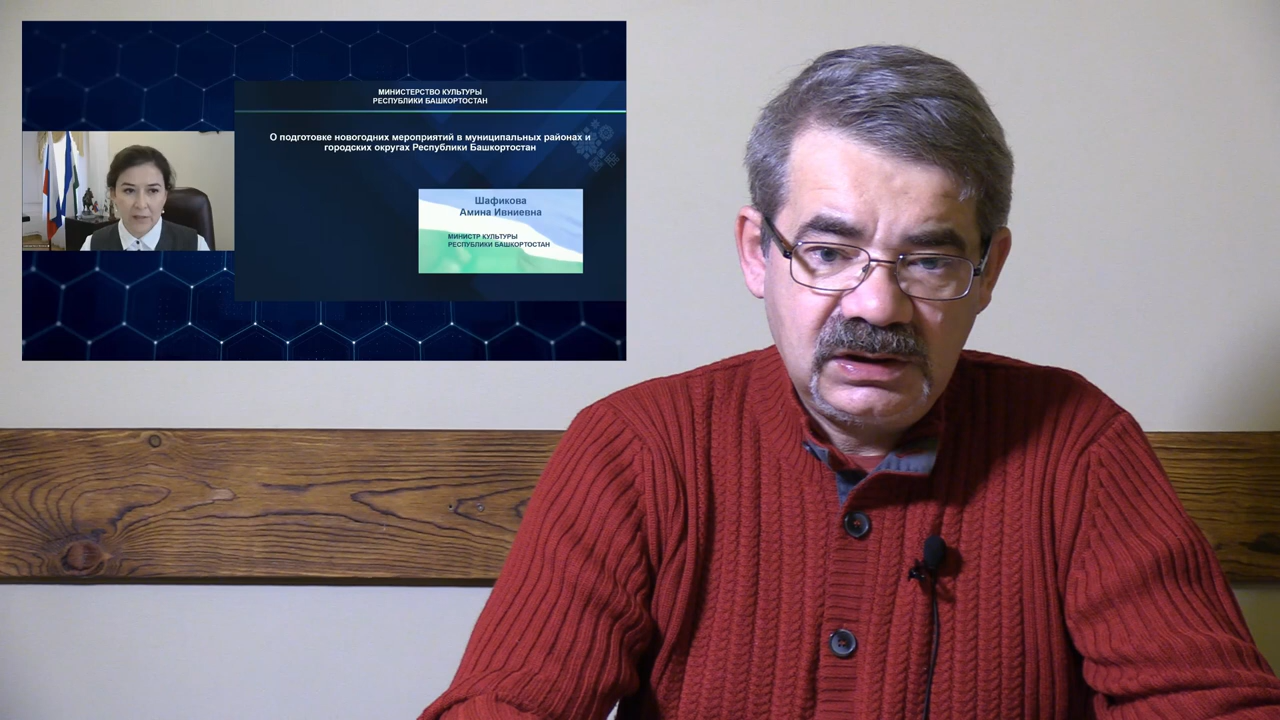 МИНИСТЕРСТВО КУЛЬТУРЫ
РЕСПУБЛИКИ БАШКОРТОСТАН
О подготовке новогодних мероприятий в муниципальных районах и
городских округах Республики Башкортостан
Шафикова
Амина Ивниевна
МИНИСТР КУЛЬТУРЫ
РЕСПУБЛИКИ БАШКОРТОСТАН